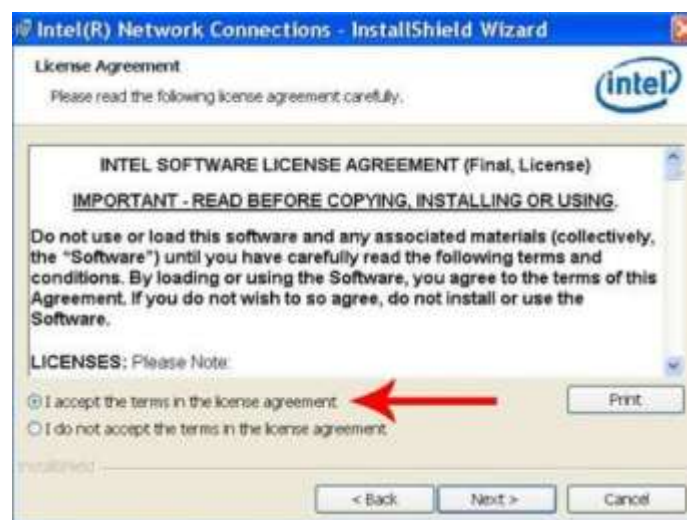 Intel(R) Network Connections - InstallShield Wizard
License Agreement
Please read the following license agreement carefully.
intel
INTEL SOFTWARE LICENSE AGREEMENT (Final, License)
IMPORTANT - READ BEFORE COPYING, INSTALLING OR USING.
Do not use or load this software and any associated materials (collectively,
the “Software”) until you have carefully read the following terms and
conditions. By loading or using the Software, you agree to the terms of this
Agreement. If you do not wish to so agree, do not install or use the
Software.
LICENSES: Please Note:
I accept the terms in the license agreement
Print
I do not accept the terms in the license agreement
InstallShield
< Back
Next >
Cancel